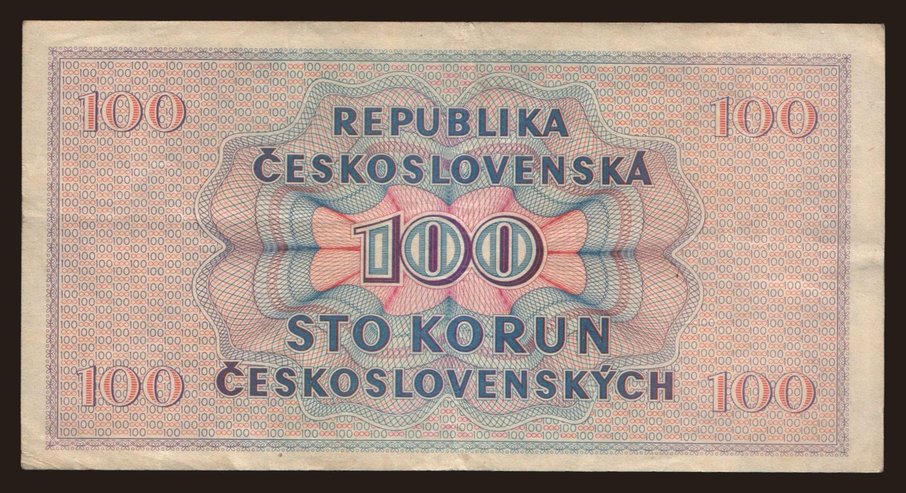 100 100
REPUBLIKA
ČESKOSLOVENSKÁ
100
STO KORUN
ČESKOSLOVENSKÝCH
100 100